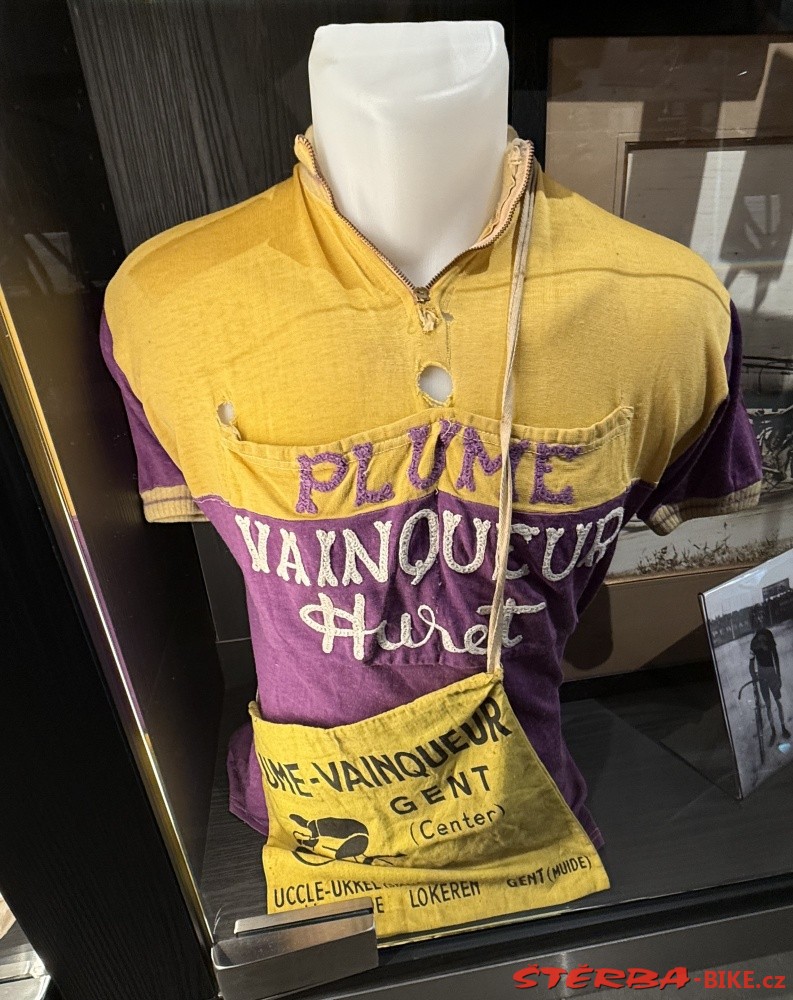 PLUME
VAINQUEUR
Huret
UME-VAINQUEUR
GENT
(Center)
UCCLE-UKKEL
LOKEREN
GENT (MUIDE)
ŠTĚRBA-BIKE.cz